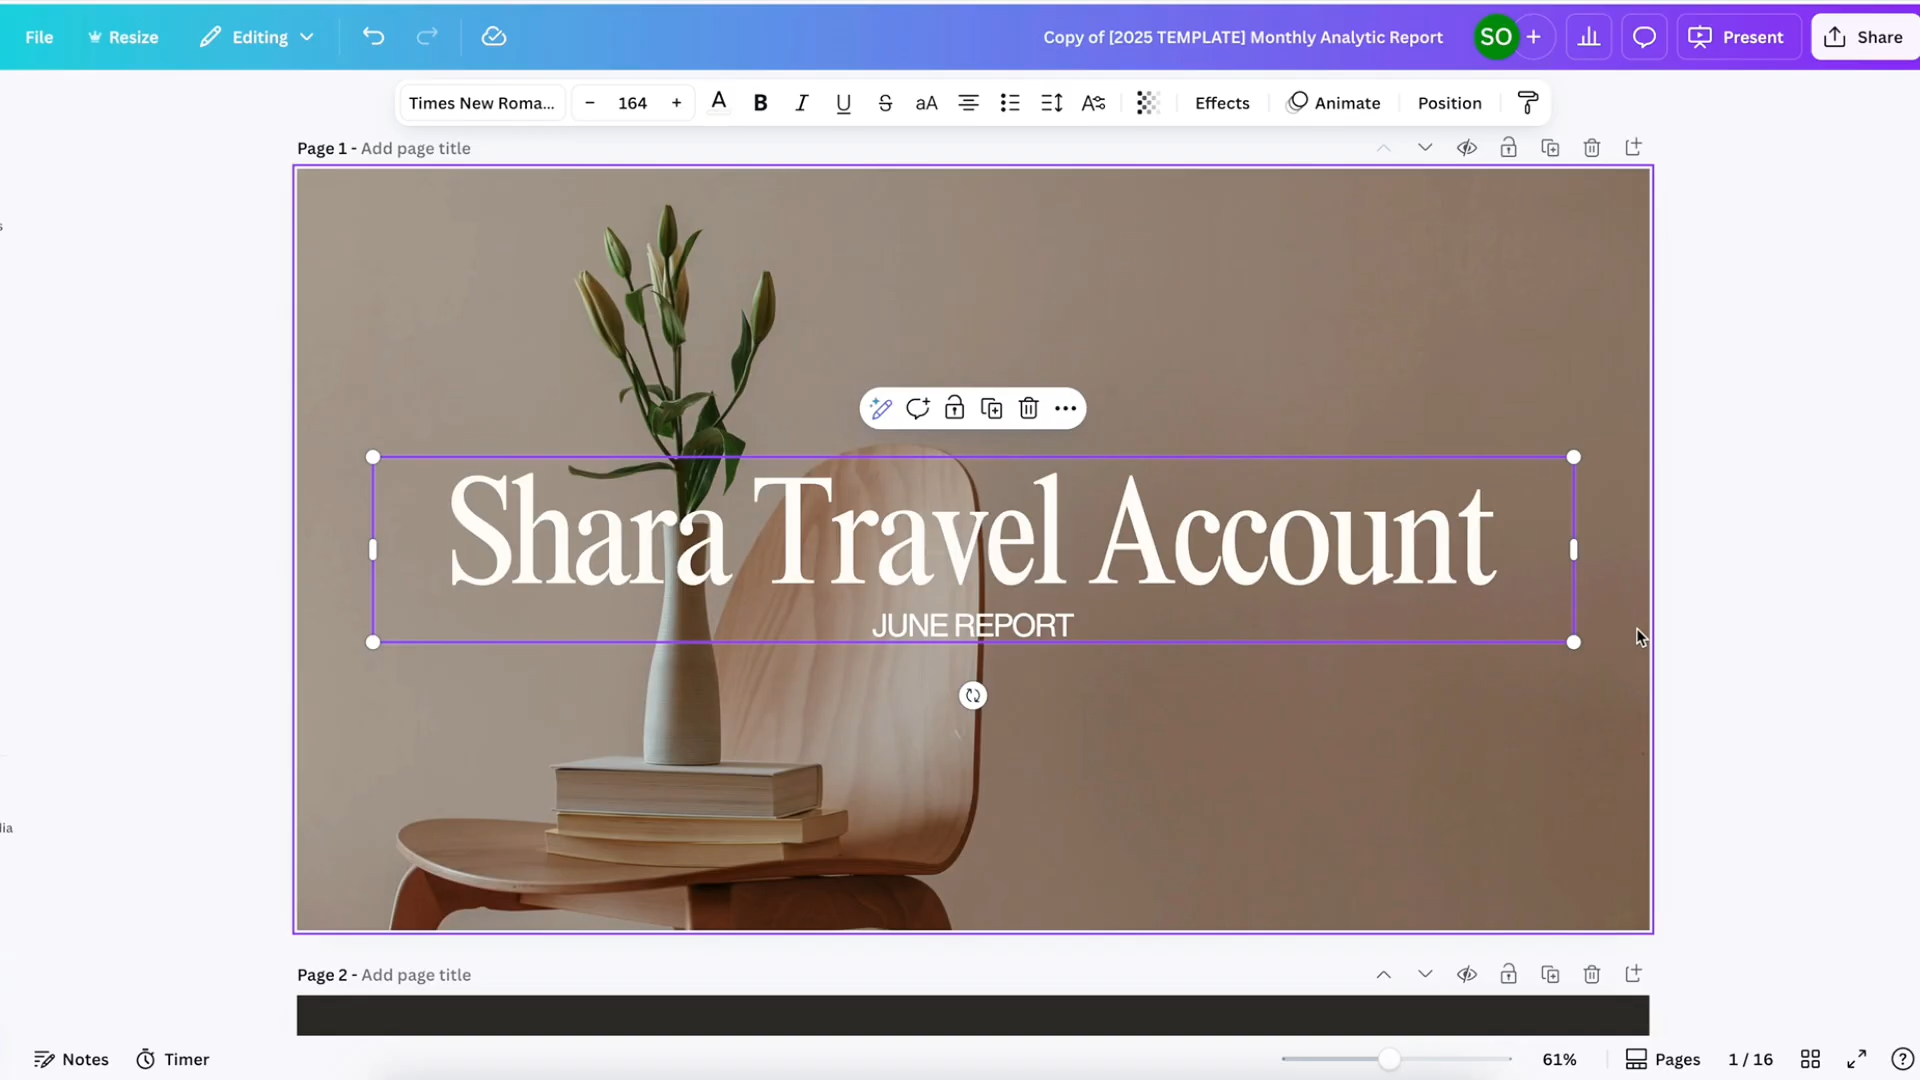 File Resize Editing Copy of [2025 TEMPLATE] Monthly Analytic Report SO Present Share
Times New Roma... – 164 + A B I U S aA Effects Animate Position
Page 1 - Add page title
s
Shara Travel Account
JUNE REPORT
lia
Page 2 - Add page title
Notes Timer 61% Pages 1 / 16 ?